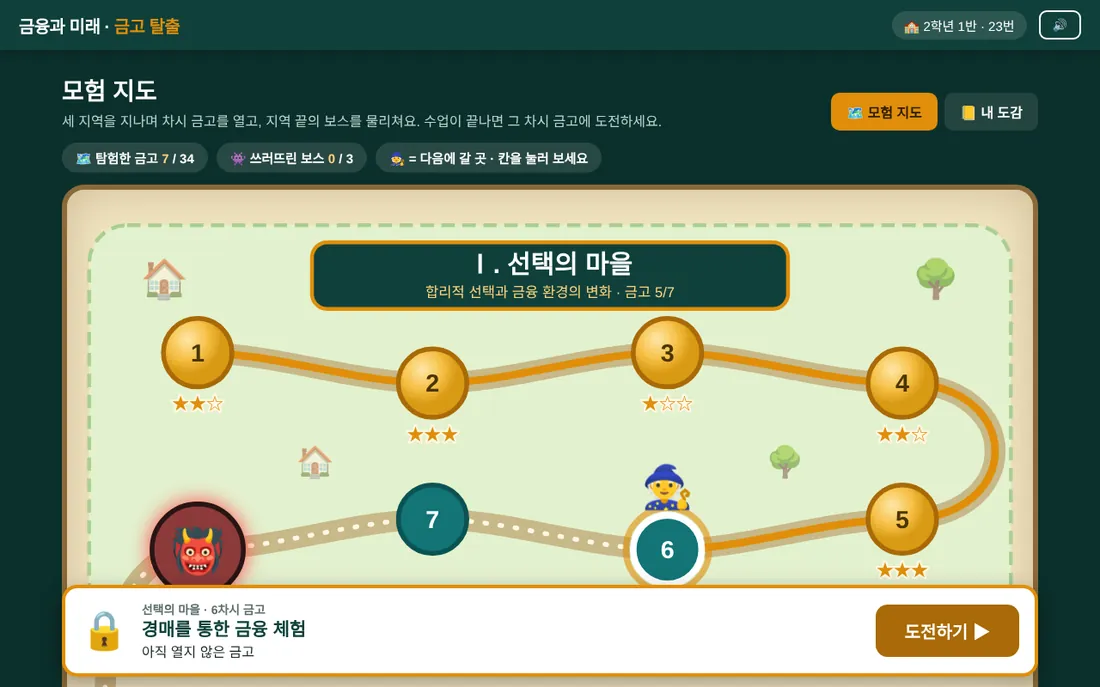 금융과 미래 · 금고 탈출
🏫 2학년 1반 · 23번
모험 지도
세 지역을 지나며 차시 금고를 열고, 지역 끝의 보스를 물리쳐요. 수업이 끝나면 그 차시 금고에 도전하세요.
🗺️ 모험 지도
📒 내 도감
🗺️ 탐험한 금고 7 / 34
👾 쓰러뜨린 보스 0 / 3
🧙 = 다음에 갈 곳 · 칸을 눌러 보세요
Ⅰ. 선택의 마을
합리적 선택과 금융 환경의 변화 · 금고 5/7
1
2
3
4
★★☆
★★★
★☆☆
★★☆
7
6
5
★★★
선택의 마을 · 6차시 금고
경매를 통한 금융 체험
아직 열지 않은 금고
도전하기 ▶